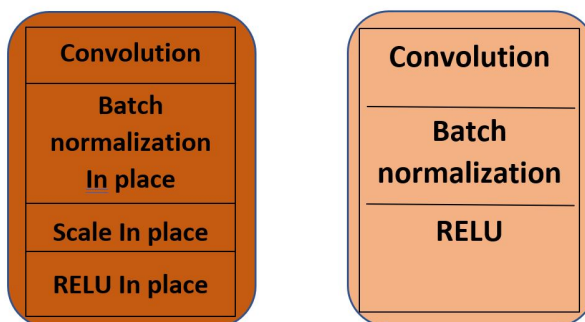 Convolution
Batch
normalization
In place
Scale In place
RELU In place
Convolution
Batch
normalization
RELU